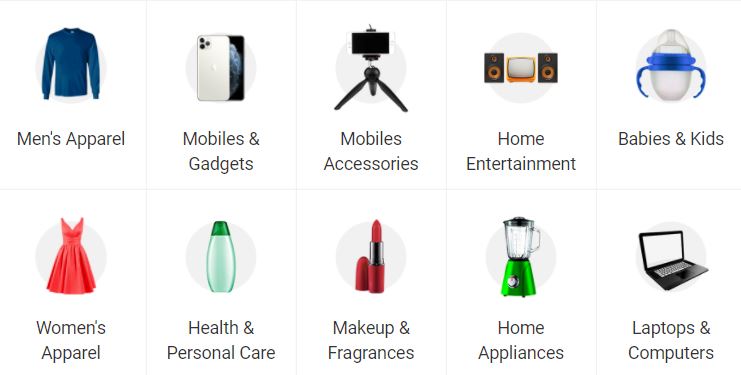 Men's Apparel
Mobiles &
Gadgets
Mobiles
Accessories
Home
Entertainment
Babies & Kids
Women's
Apparel
Health &
Personal Care
Makeup &
Fragrances
Home
Appliances
Laptops &
Computers